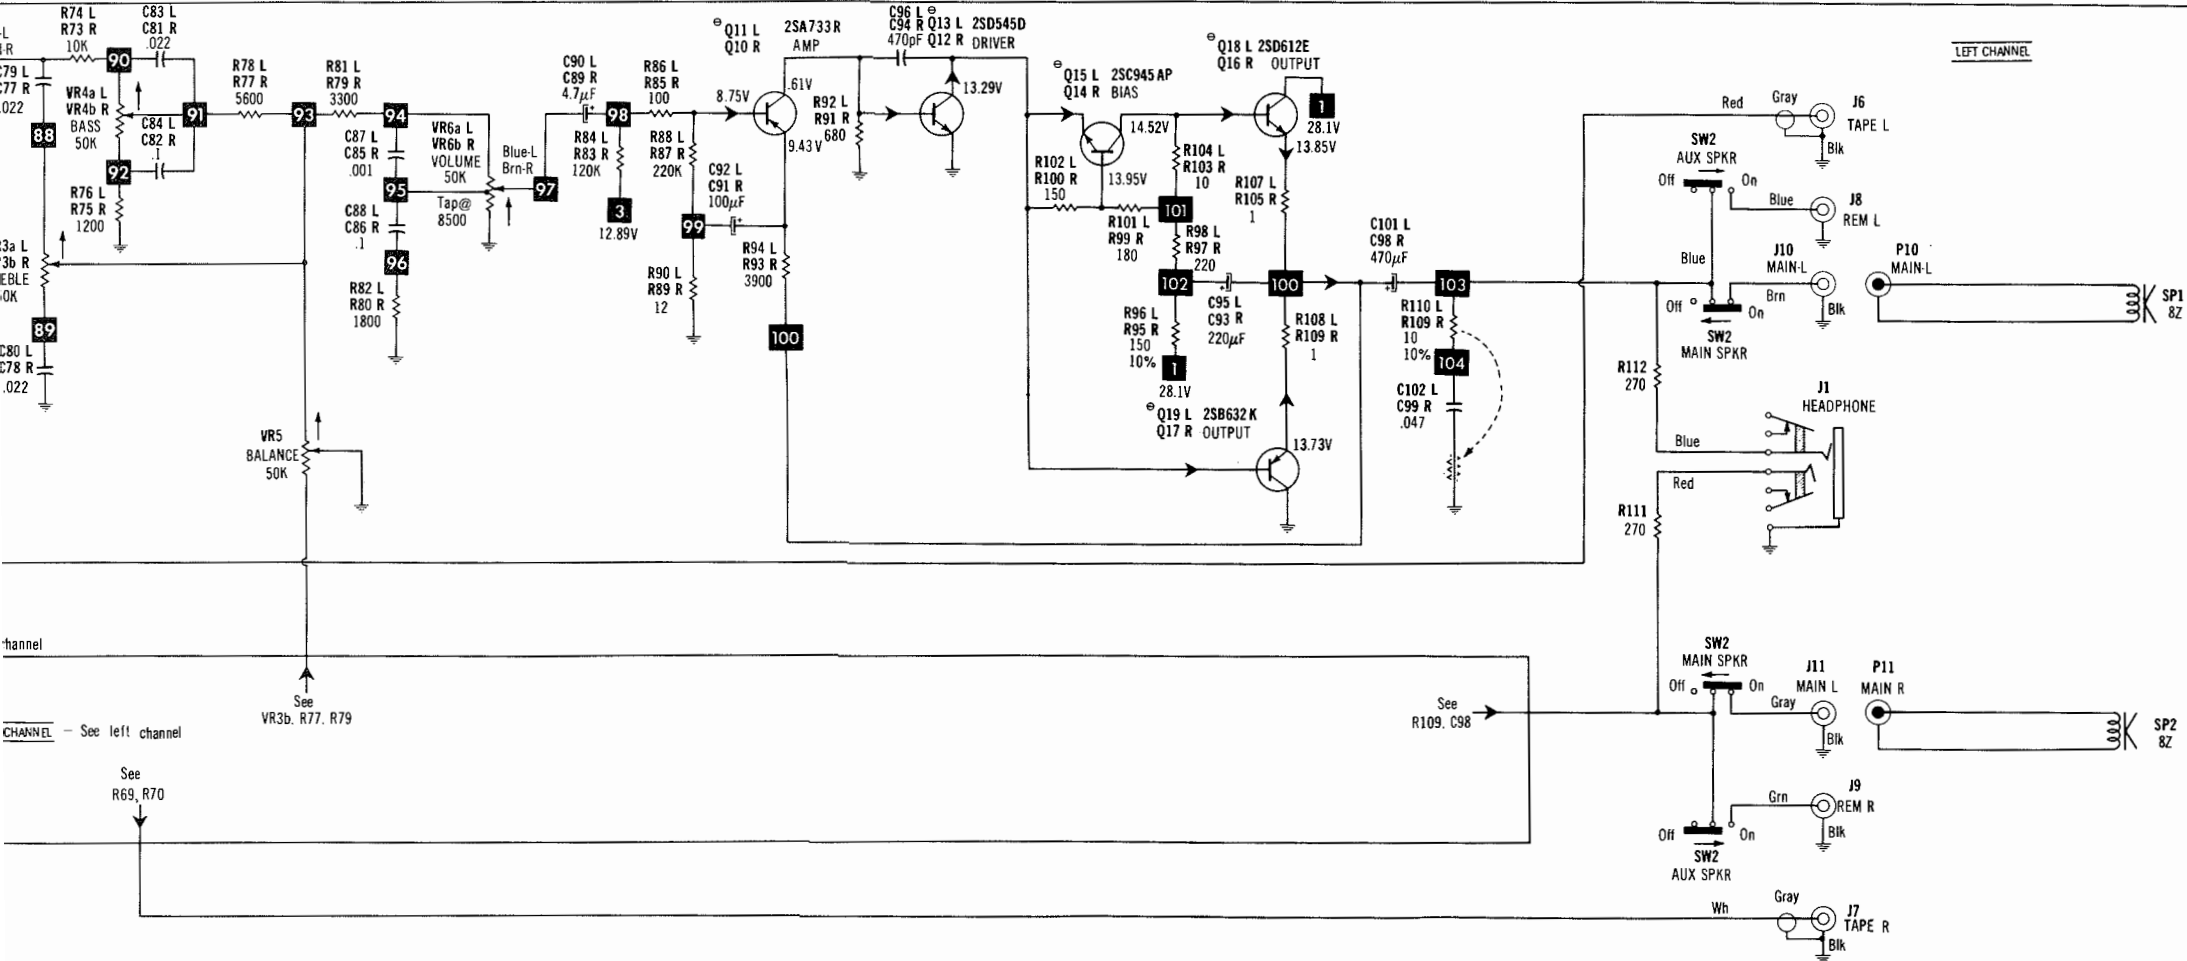 R74 L
R73 R
10K
C83 L
C81 R
.022
90
C79 L
C77 R
.022
88
VR4a L
VR4b R
BASS
50K
91
C84 L
C82 R
.1
92
R76 L
R75 R
1200
89
C80 L
C78 R
.022
R78 L
R77 R
5600
93
R81 L
R79 R
3300
94
C87 L
C85 R
.001
95
C88 L
C86 R
.1
96
R82 L
R80 R
1800
VR6a L
VR6b R
VOLUME
50K
Tap@
8500
Blue-L
Brn-R
97
VR5
BALANCE
50K
C90 L
C89 R
4.7µF
98
R84 L
R83 R
120K
3
12.89V
R86 L
R85 R
100
R88 L
R87 R
220K
99
R90 L
R89 R
12
C92 L
C91 R
100µF
8.75V
Q11 L
Q10 R
2SA733R
AMP
.61V
9.43V
R94 L
R93 R
3900
100
R92 L
R91 R
680
C96 L
C94 R
470pF
Q13 L
Q12 R
2SD545D
DRIVER
13.29V
Q15 L
Q14 R
2SC945AP
BIAS
14.52V
13.95V
R102 L
R100 R
150
R101 L
R99 R
180
R104 L
R103 R
10
101
R98 L
R97 R
220
102
R96 L
R95 R
150
10%
1
28.1V
C95 L
C93 R
220µF
Q18 L
Q16 R
2SD612E
OUTPUT
1
28.1V
13.85V
R107 L
R105 R
1
100
R108 L
R109 R
1
Q19 L
Q17 R
2SB632K
OUTPUT
13.73V
C101 L
C98 R
470µF
103
R110 L
R109 R
10
10%
104
C102 L
C99 R
.047
LEFT CHANNEL
Red
Gray
J6
TAPE L
Blk
SW2
AUX SPKR
Off
On
Blue
J8
REM L
Blue
J10
MAIN-L
Brn
Blk
Off
On
SW2
MAIN SPKR
P10
MAIN-L
SP1
8Z
R112
270
J1
HEADPHONE
Blue
Red
R111
270
channel
See
VR3b, R77, R79
CHANNEL — See left channel
See
R69, R70
See
R109, C98
SW2
MAIN SPKR
Off
On
J11
MAIN L
Gray
Blk
P11
MAIN R
SP2
8Z
Grn
J9
REM R
Blk
Off
On
SW2
AUX SPKR
Wh
Gray
J7
TAPE R
Blk